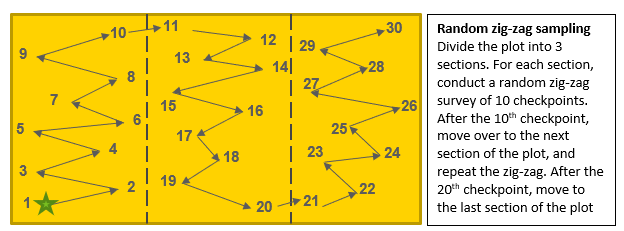 30
11
10
12
29
9
13
14
28
8
27
7
15
26
16
6
5
25
17
4
23
24
18
3
19
2
22
1
20
21
Random zig-zag sampling
Divide the plot into 3
sections. For each section,
conduct a random zig-zag
survey of 10 checkpoints.
After the 10th checkpoint,
move over to the next
section of the plot, and
repeat the zig-zag. After the
20th checkpoint, move to
the last section of the plot